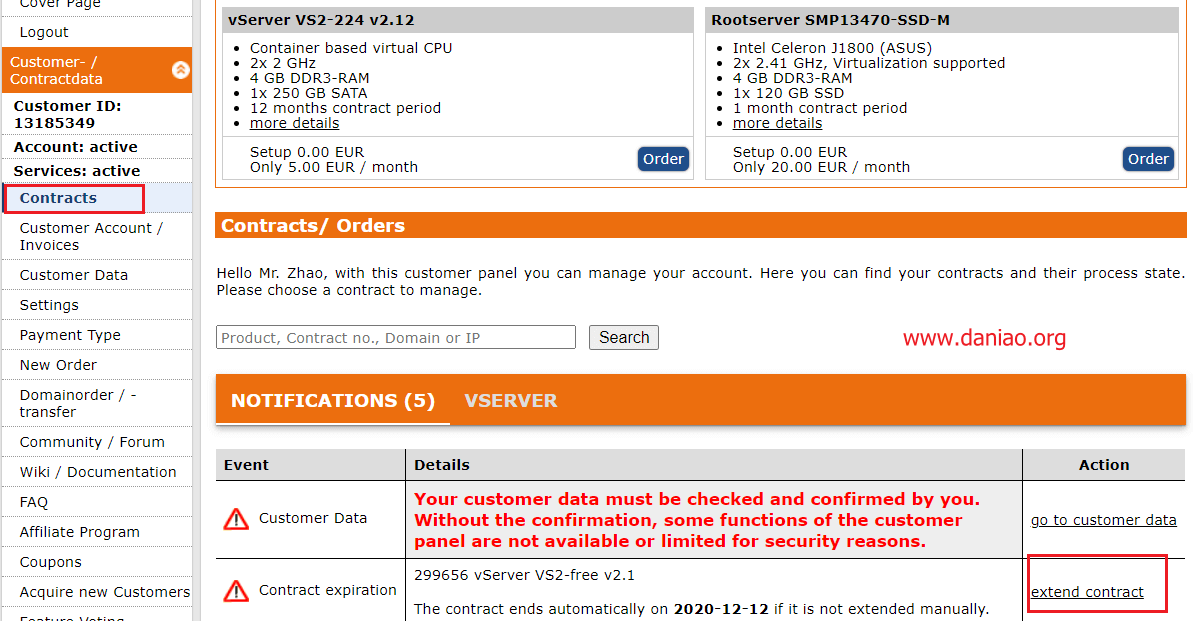 Cover Page
Logout
Customer- /
Contractdata
Customer ID:
13185349
Account: active
Services: active
Contracts
Customer Account /
Invoices
Customer Data
Settings
Payment Type
New Order
Domainorder / -
transfer
Community / Forum
Wiki / Documentation
FAQ
Affiliate Program
Coupons
Acquire new Customers
Feature Voting
vServer VS2-224 v2.12
Container based virtual CPU
2x 2 GHz
4 GB DDR3-RAM
1x 250 GB SATA
12 months contract period
more details
Setup 0.00 EUR
Only 5.00 EUR / month
Order
Rootserver SMP13470-SSD-M
Intel Celeron J1800 (ASUS)
2x 2.41 GHz, Virtualization supported
4 GB DDR3-RAM
1x 120 GB SSD
1 month contract period
more details
Setup 0.00 EUR
Only 20.00 EUR / month
Order
Contracts/ Orders
Hello Mr. Zhao, with this customer panel you can manage your account. Here you can find your contracts and their process state.
Please choose a contract to manage.
Product, Contract no., Domain or IP
Search
www.daniao.org
NOTIFICATIONS (5) VSERVER
Event Details Action
Customer Data
Your customer data must be checked and confirmed by you.
Without the confirmation, some functions of the customer
panel are not available or limited for security reasons.
go to customer data
Contract expiration
299656 vServer VS2-free v2.1
The contract ends automatically on 2020-12-12 if it is not extended manually.
extend contract